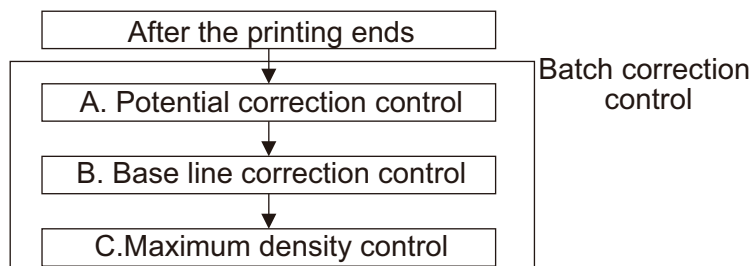 After the printing ends
Batch correction
control
A. Potential correction control
B. Base line correction control
C.Maximum density control